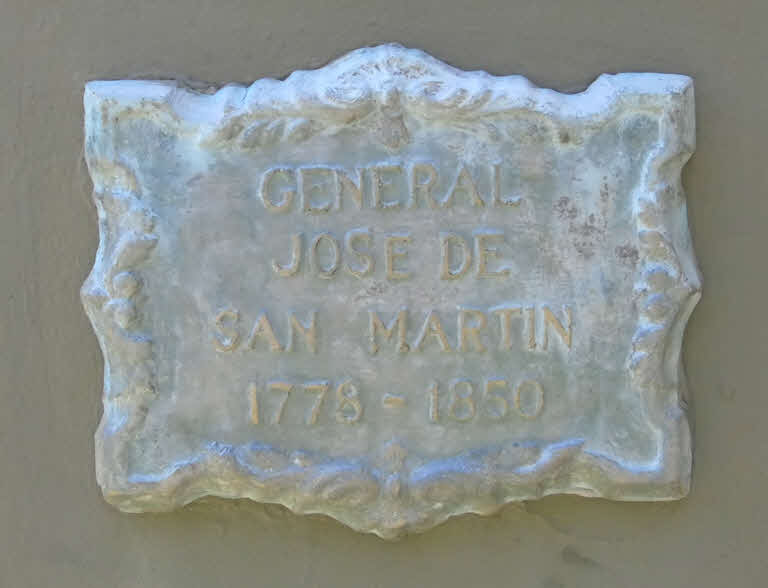 GENERAL
JOSE DE
SAN MARTIN
1778 - 1850